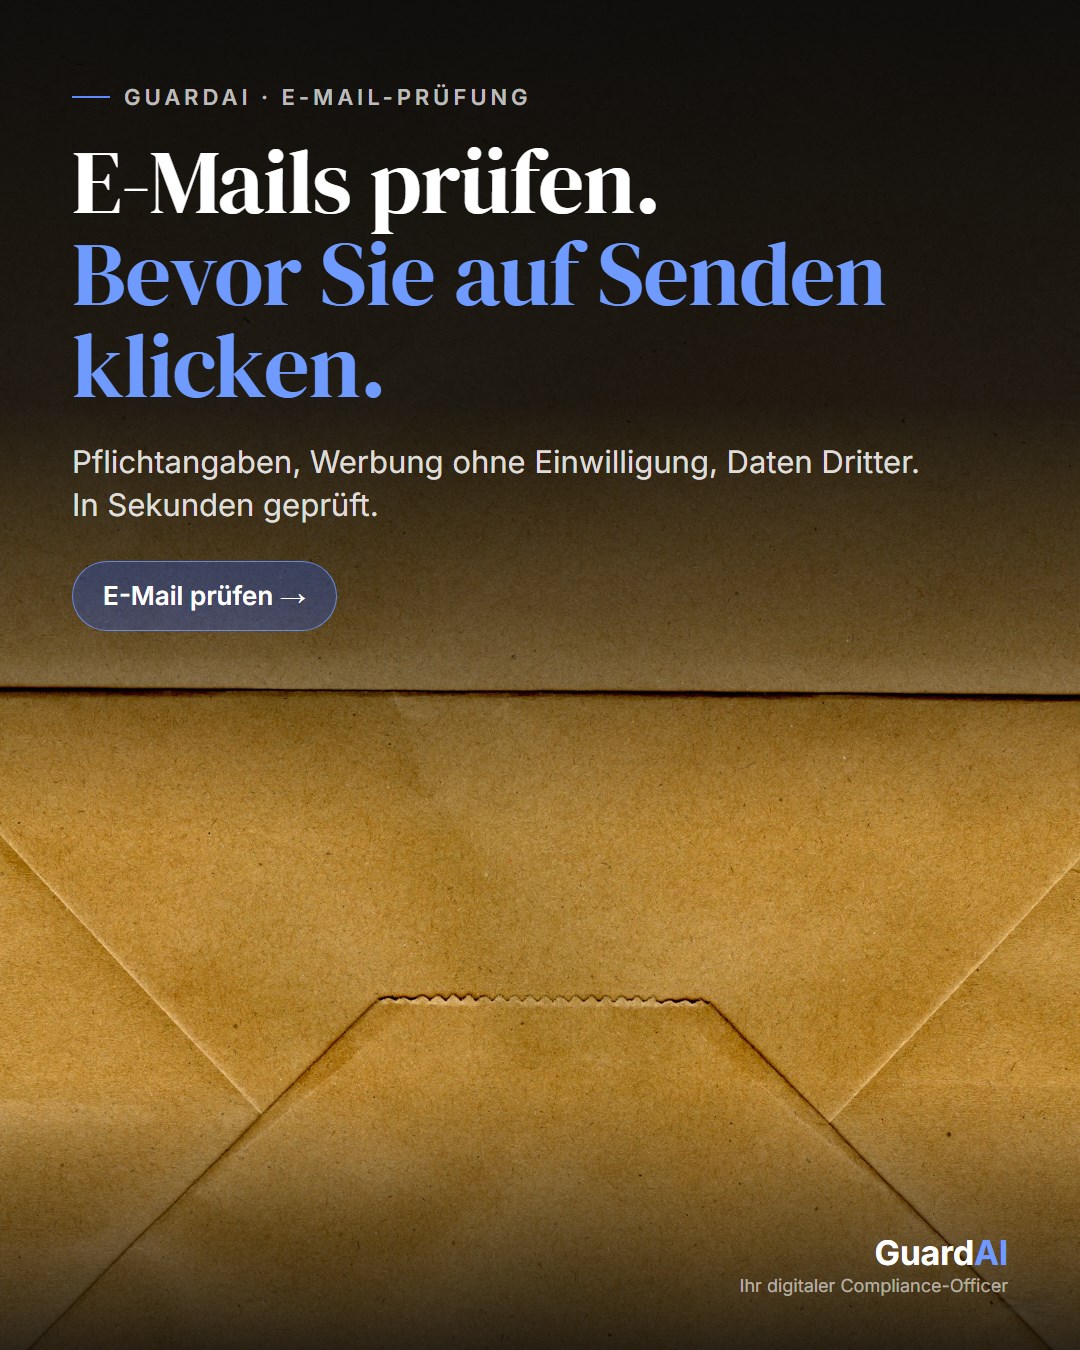 GUARDAI · E-MAIL-PRÜFUNG
E-Mails prüfen.
Bevor Sie auf Senden
klicken.
Pflichtangaben, Werbung ohne Einwilligung, Daten Dritter.
In Sekunden geprüft.
E-Mail prüfen →
GuardAI
Ihr digitaler Compliance-Officer